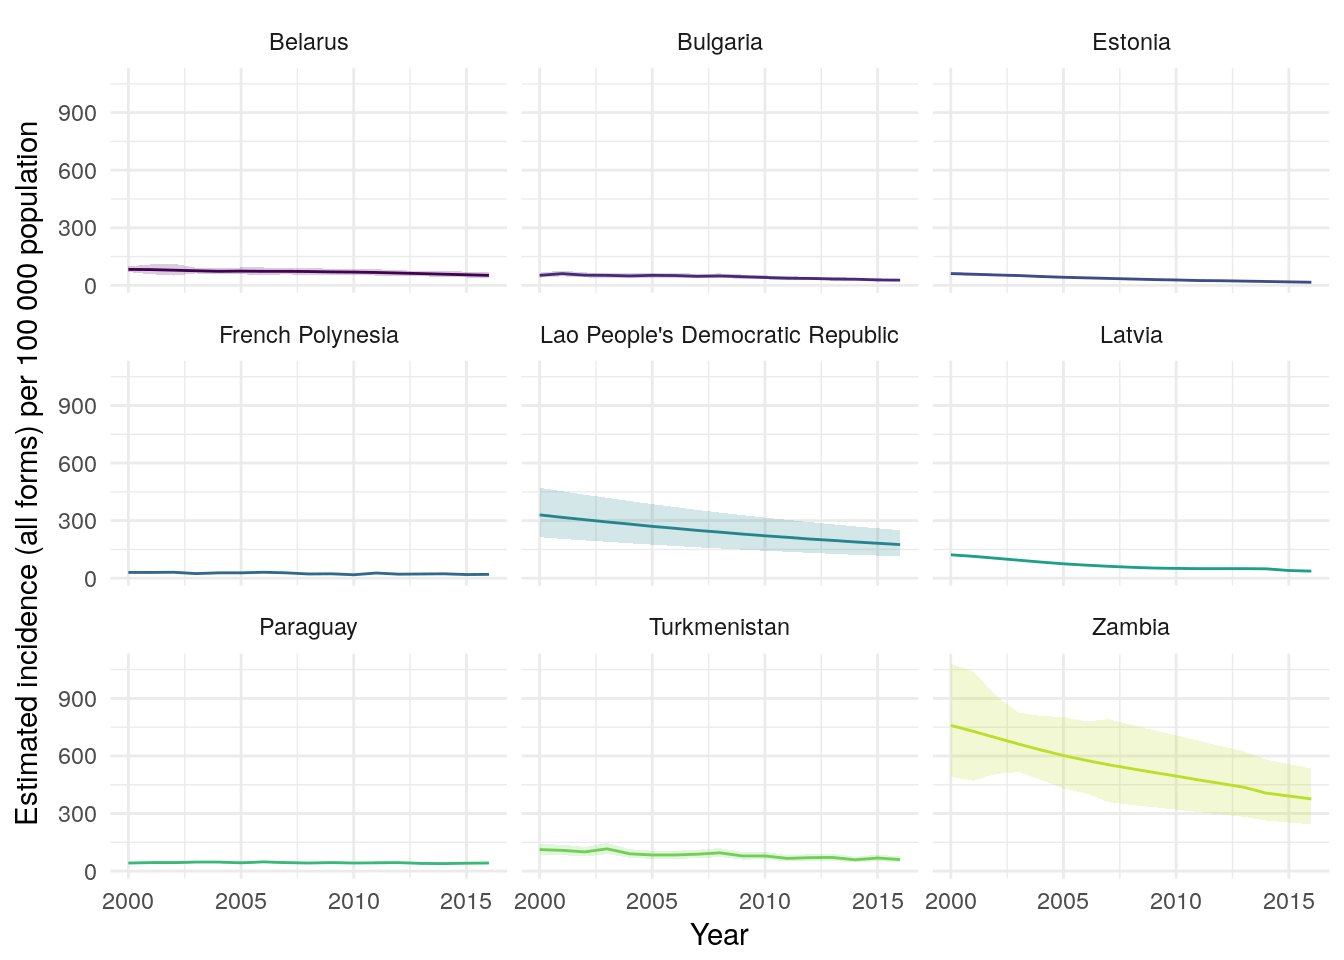 Belarus
Bulgaria
Estonia
900
600
300
0
French Polynesia
Lao People's Democratic Republic
Latvia
900
600
300
0
Paraguay
Turkmenistan
Zambia
900
600
300
0
2000 2005 2010 2015
2000 2005 2010 2015
2000 2005 2010 2015
Year
Estimated incidence (all forms) per 100 000 population